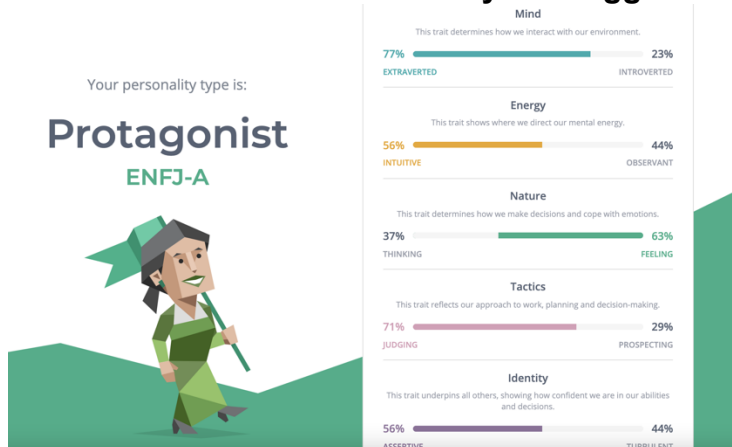 Your personality type is:
Protagonist
ENFJ-A
Mind
This trait determines how we interact with our environment.
77% 23%
EXTRAVERTED INTROVERTED
Energy
This trait shows where we direct our mental energy.
56% 44%
INTUITIVE OBSERVANT
Nature
This trait determines how we make decisions and cope with emotions.
37% 63%
THINKING FEELING
Tactics
This trait reflects our approach to work, planning and decision-making.
71% 29%
JUDGING PROSPECTING
Identity
This trait underpins all others, showing how confident we are in our abilities
and decisions.
56% 44%
ASSERTIVE TURBULENT